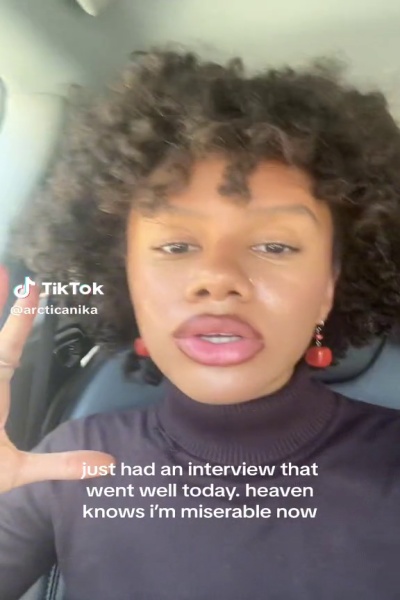 TikTok
@arcticanika
just had an interview that
went well today. heaven
knows i'm miserable now